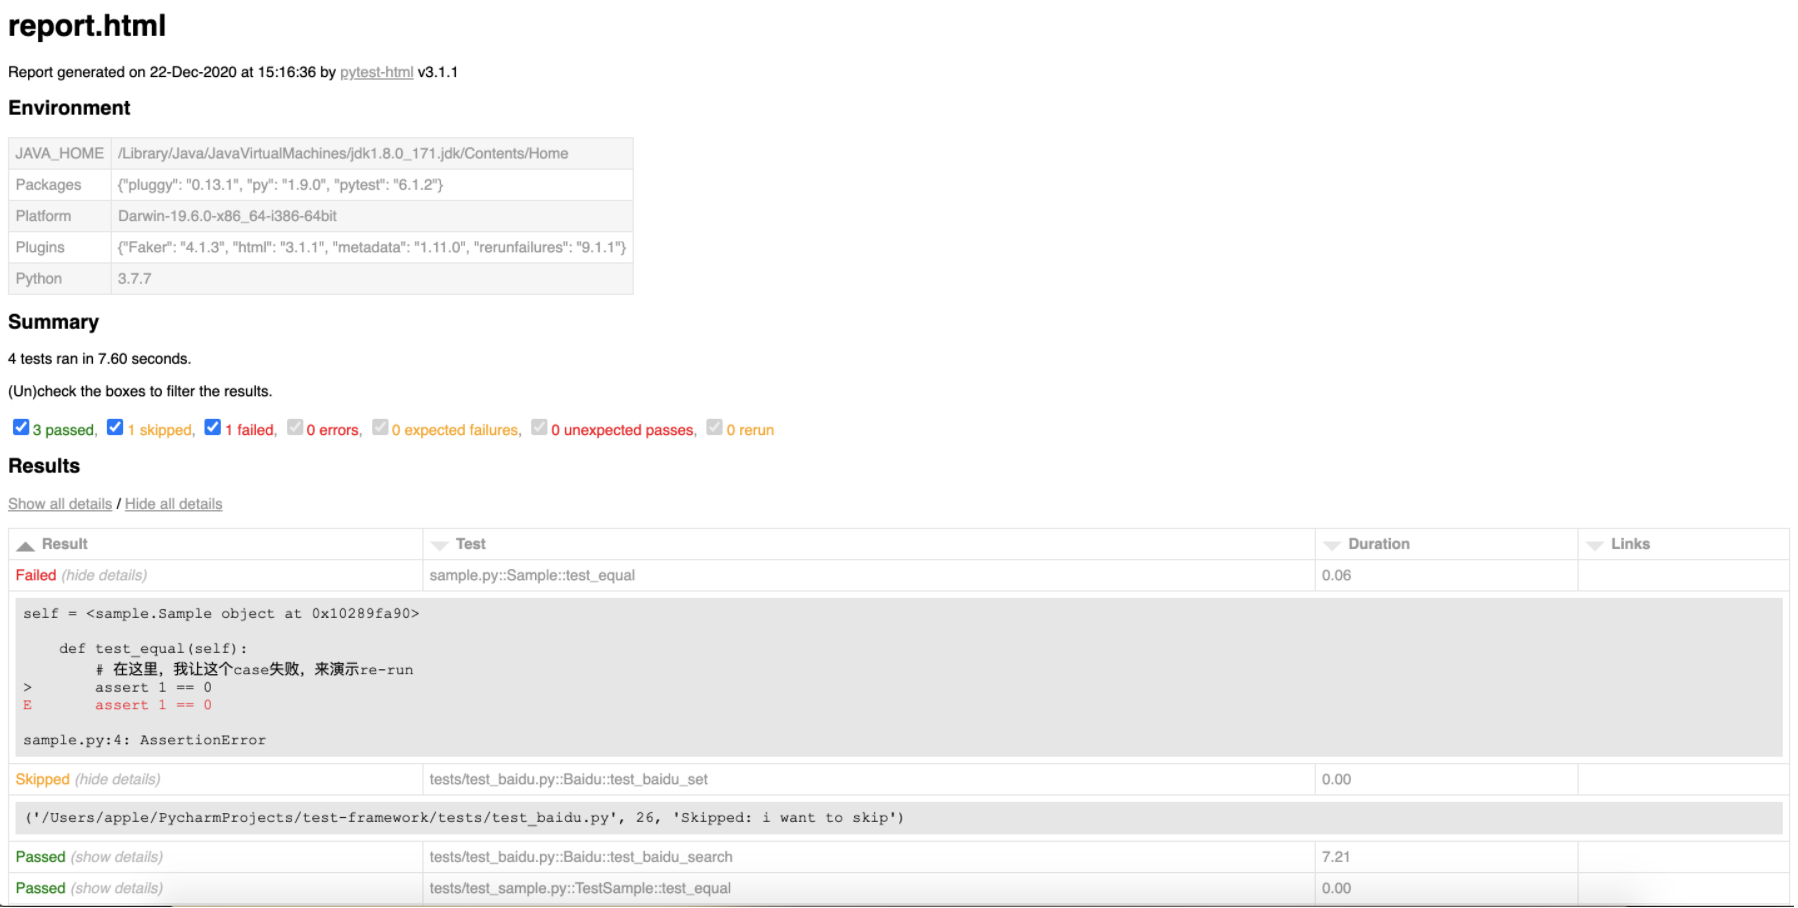 report.html
Report generated on 22-Dec-2020 at 15:16:36 by pytest-html v3.1.1
Environment
JAVA_HOME /Library/Java/JavaVirtualMachines/jdk1.8.0_171.jdk/Contents/Home
Packages {"pluggy": "0.13.1", "py": "1.9.0", "pytest": "6.1.2"}
Platform Darwin-19.6.0-x86_64-i386-64bit
Plugins {"Faker": "4.1.3", "html": "3.1.1", "metadata": "1.11.0", "rerunfailures": "9.1.1"}
Python 3.7.7
Summary
4 tests ran in 7.60 seconds.
(Un)check the boxes to filter the results.
3 passed, 1 skipped, 1 failed, 0 errors, 0 expected failures, 0 unexpected passes, 0 rerun
Results
Show all details / Hide all details
Result Test Duration Links
Failed (hide details) sample.py::Sample::test_equal 0.06
self = <sample.Sample object at 0x10289fa90>
def test_equal(self):
# 在这里，我让这个case失败，来演示re-run
> assert 1 == 0
E assert 1 == 0
sample.py:4: AssertionError
Skipped (hide details) tests/test_baidu.py::Baidu::test_baidu_set 0.00
('/Users/apple/PycharmProjects/test-framework/tests/test_baidu.py', 26, 'Skipped: i want to skip')
Passed (show details) tests/test_baidu.py::Baidu::test_baidu_search 7.21
Passed (show details) tests/test_sample.py::TestSample::test_equal 0.00